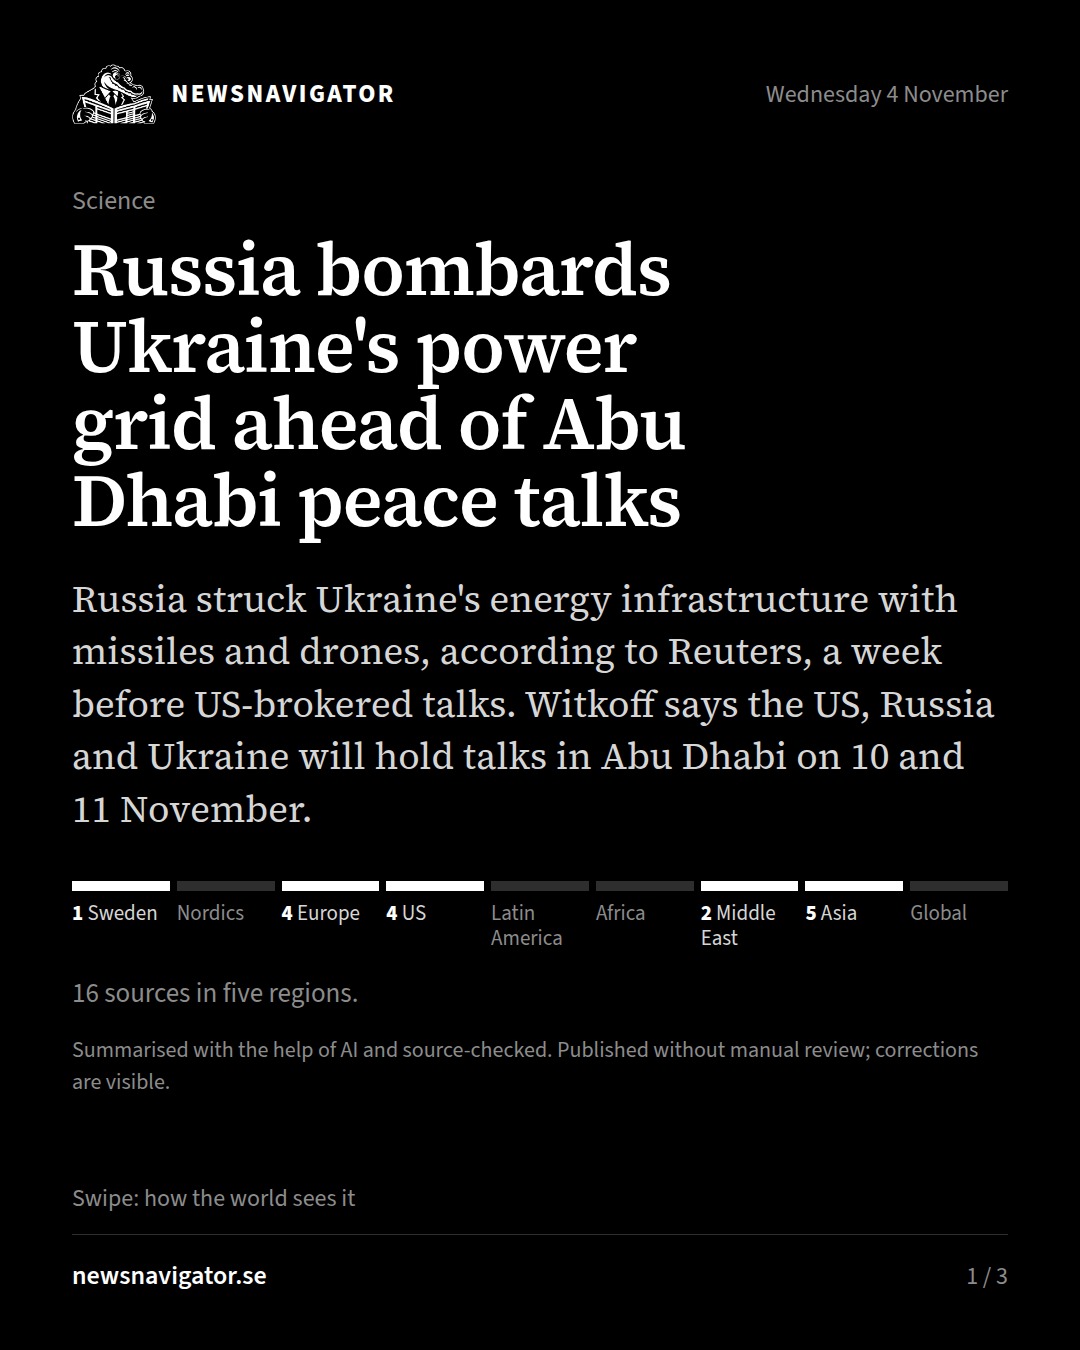 NEWSNAVIGATOR
Wednesday 4 November
Science
Russia bombards
Ukraine's power
grid ahead of Abu
Dhabi peace talks
Russia struck Ukraine's energy infrastructure with
missiles and drones, according to Reuters, a week
before US-brokered talks. Witkoff says the US, Russia
and Ukraine will hold talks in Abu Dhabi on 10 and
11 November.
1 Sweden
Nordics
4 Europe
4 US
Latin
America
Africa
2 Middle
East
5 Asia
Global
16 sources in five regions.
Summarised with the help of AI and source-checked. Published without manual review; corrections
are visible.
Swipe: how the world sees it
newsnavigator.se
1 / 3